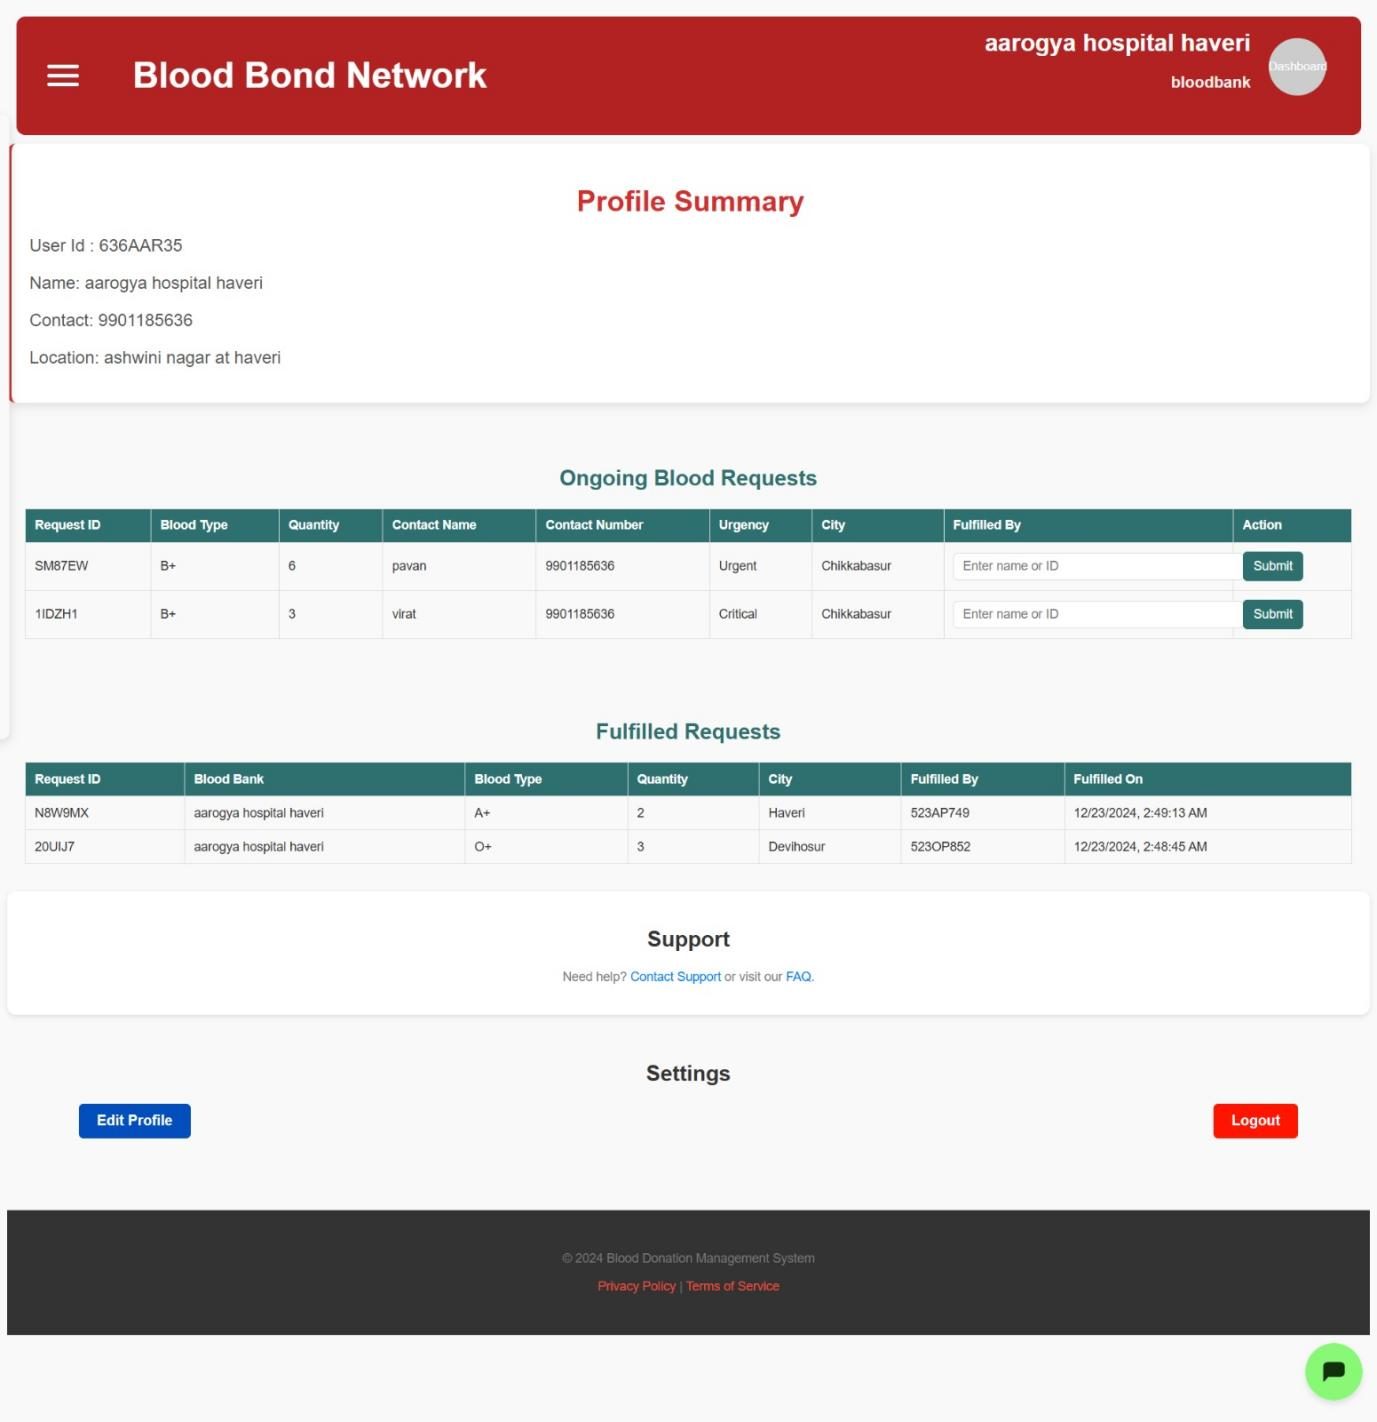 Blood Bond Network
aarogya hospital haveri
bloodbank
Dashboard
Profile Summary
User Id : 636AAR35
Name: aarogya hospital haveri
Contact: 9901185636
Location: ashwini nagar at haveri
Ongoing Blood Requests
Request ID Blood Type Quantity Contact Name Contact Number Urgency City Fulfilled By Action
SM87EW B+ 6 pavan 9901185636 Urgent Chikkabasur Enter name or ID Submit
1IDZH1 B+ 3 virat 9901185636 Critical Chikkabasur Enter name or ID Submit
Fulfilled Requests
Request ID Blood Bank Blood Type Quantity City Fulfilled By Fulfilled On
N8W9MX aarogya hospital haveri A+ 2 Haveri 523AP749 12/23/2024, 2:49:13 AM
20UIJ7 aarogya hospital haveri O+ 3 Devihosur 523OP852 12/23/2024, 2:48:45 AM
Support
Need help? Contact Support or visit our FAQ.
Settings
Edit Profile
Logout
© 2024 Blood Donation Management System
Privacy Policy | Terms of Service